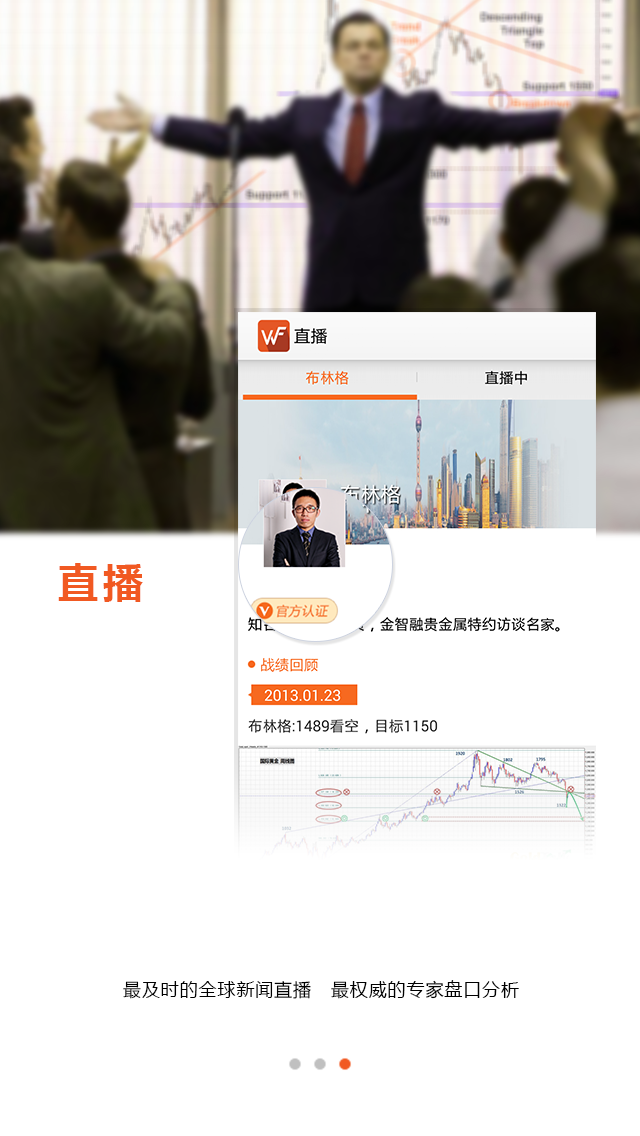 Trend
Descending
Triangle
Top
Support 1000
Support
1170
WF 直播
布林格
直播中
布林格
直播
官方认证
，金智融贵金属特约访谈名家。
战绩回顾
2013.01.23
布林格:1489看空，目标1150
国际黄金 周线图
1920
1802
1795
1526
最及时的全球新闻直播 最权威的专家盘口分析